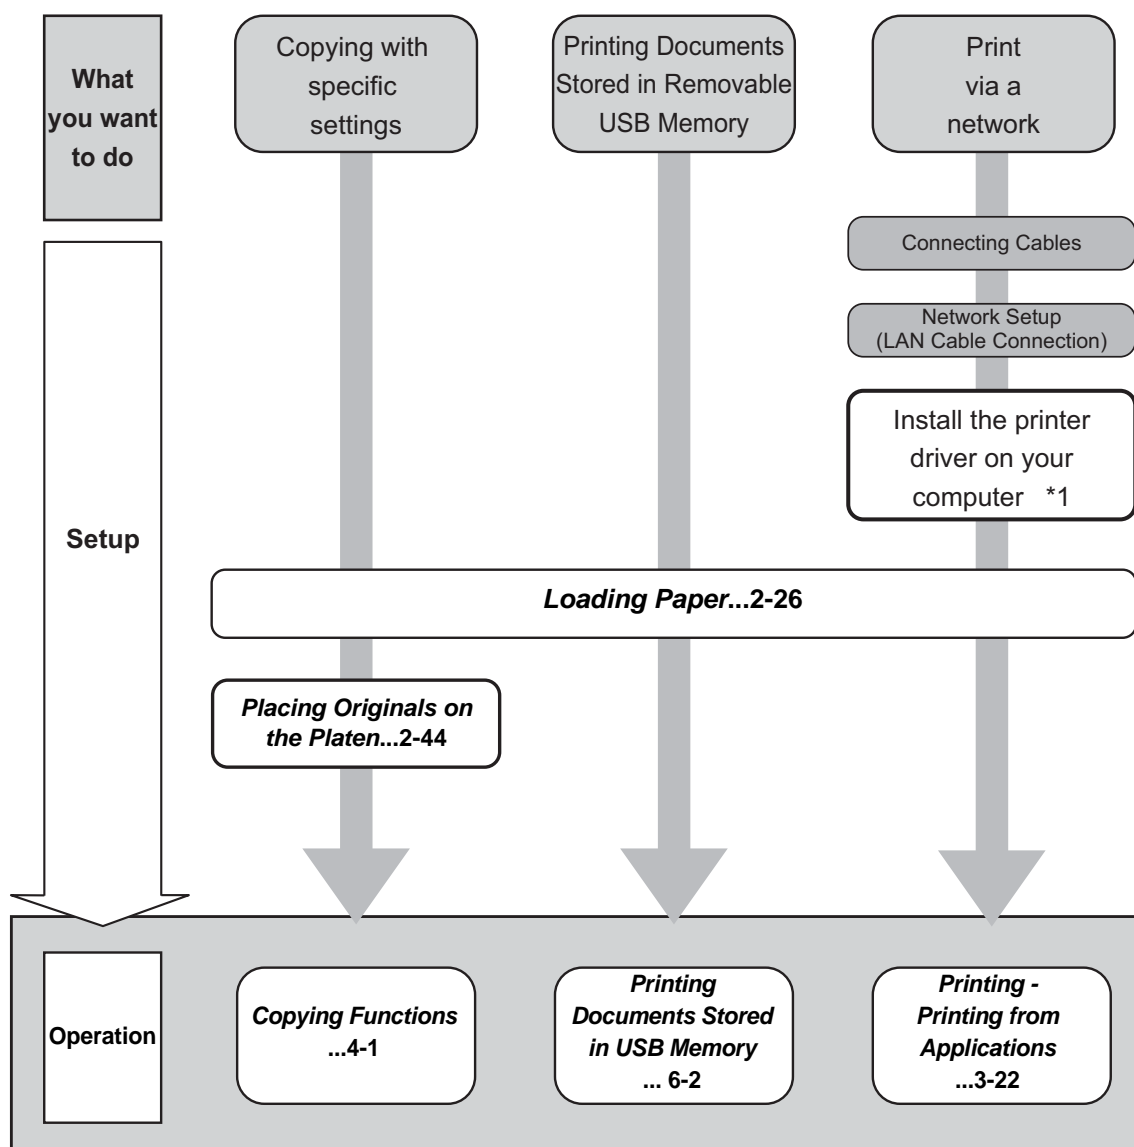 What
you want
to do
Copying with
specific
settings
Printing Documents
Stored in Removable
USB Memory
Print
via a
network
Connecting Cables
Network Setup
(LAN Cable Connection)
Install the printer
driver on your
computer *1
Setup
Loading Paper...2-26
Placing Originals on
the Platen...2-44
Operation
Copying Functions
...4-1
Printing
Documents Stored
in USB Memory
... 6-2
Printing -
Printing from
Applications
...3-22